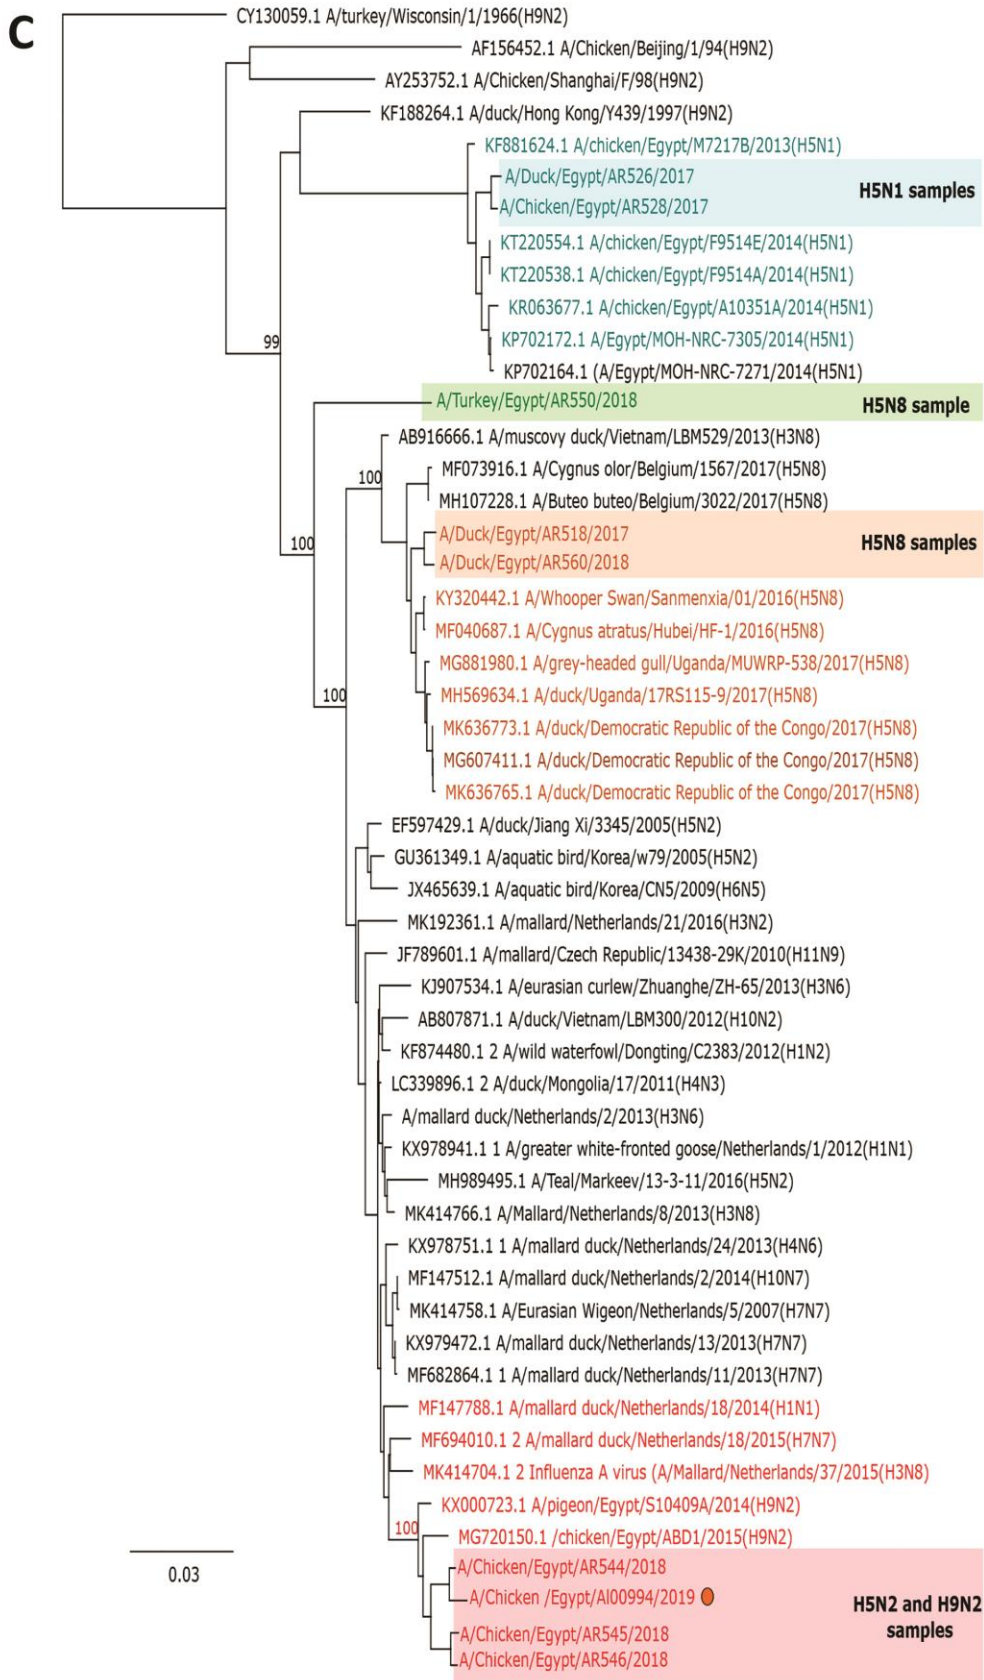 C
CY130059.1 A/turkey/Wisconsin/1/1966(H9N2)
AF156452.1 A/Chicken/Beijing/1/94(H9N2)
AY253752.1 A/Chicken/Shanghai/F/98(H9N2)
KF188264.1 A/duck/Hong Kong/Y439/1997(H9N2)
KF881624.1 A/chicken/Egypt/M7217B/2013(H5N1)
A/Duck/Egypt/AR526/2017
H5N1 samples
A/Chicken/Egypt/AR528/2017
KT220554.1 A/chicken/Egypt/F9514E/2014(H5N1)
KT220538.1 A/chicken/Egypt/F9514A/2014(H5N1)
KR063677.1 A/chicken/Egypt/A10351A/2014(H5N1)
99
KP702172.1 A/Egypt/MOH-NRC-7305/2014(H5N1)
KP702164.1 (A/Egypt/MOH-NRC-7271/2014(H5N1)
A/Turkey/Egypt/AR550/2018
H5N8 sample
AB916666.1 A/muscovy duck/Vietnam/LBM529/2013(H3N8)
MF073916.1 A/Cygnus olor/Belgium/1567/2017(H5N8)
100
MH107228.1 A/Buteo buteo/Belgium/3022/2017(H5N8)
A/Duck/Egypt/AR518/2017
H5N8 samples
100
A/Duck/Egypt/AR560/2018
KY320442.1 A/Whooper Swan/Sanmenxia/01/2016(H5N8)
MF040687.1 A/Cygnus atratus/Hubei/HF-1/2016(H5N8)
MG881980.1 A/grey-headed gull/Uganda/MUWRP-538/2017(H5N8)
100
MH569634.1 A/duck/Uganda/17RS115-9/2017(H5N8)
MK636773.1 A/duck/Democratic Republic of the Congo/2017(H5N8)
MG607411.1 A/duck/Democratic Republic of the Congo/2017(H5N8)
MK636765.1 A/duck/Democratic Republic of the Congo/2017(H5N8)
EF597429.1 A/duck/Jiang Xi/3345/2005(H5N2)
GU361349.1 A/aquatic bird/Korea/w79/2005(H5N2)
JX465639.1 A/aquatic bird/Korea/CN5/2009(H6N5)
MK192361.1 A/mallard/Netherlands/21/2016(H3N2)
JF789601.1 A/mallard/Czech Republic/13438-29K/2010(H11N9)
KJ907534.1 A/eurasian curlew/Zhuanghe/ZH-65/2013(H3N6)
AB807871.1 A/duck/Vietnam/LBM300/2012(H10N2)
KF874480.1 2 A/wild waterfowl/Dongting/C2383/2012(H1N2)
LC339896.1 2 A/duck/Mongolia/17/2011(H4N3)
A/mallard duck/Netherlands/2/2013(H3N6)
KX978941.1 1 A/greater white-fronted goose/Netherlands/1/2012(H1N1)
MH989495.1 A/Teal/Markeev/13-3-11/2016(H5N2)
MK414766.1 A/Mallard/Netherlands/8/2013(H3N8)
KX978751.1 1 A/mallard duck/Netherlands/24/2013(H4N6)
MF147512.1 A/mallard duck/Netherlands/2/2014(H10N7)
MK414758.1 A/Eurasian Wigeon/Netherlands/5/2007(H7N7)
KX979472.1 A/mallard duck/Netherlands/13/2013(H7N7)
MF682864.1 1 A/mallard duck/Netherlands/11/2013(H7N7)
MF147788.1 A/mallard duck/Netherlands/18/2014(H1N1)
MF694010.1 2 A/mallard duck/Netherlands/18/2015(H7N7)
MK414704.1 2 Influenza A virus (A/Mallard/Netherlands/37/2015(H3N8)
KX000723.1 A/pigeon/Egypt/S10409A/2014(H9N2)
100
MG720150.1 /chicken/Egypt/ABD1/2015(H9N2)
A/Chicken/Egypt/AR544/2018
0.03
A/Chicken /Egypt/Al00994/2019
H5N2 and H9N2
samples
A/Chicken/Egypt/AR545/2018
A/Chicken/Egypt/AR546/2018